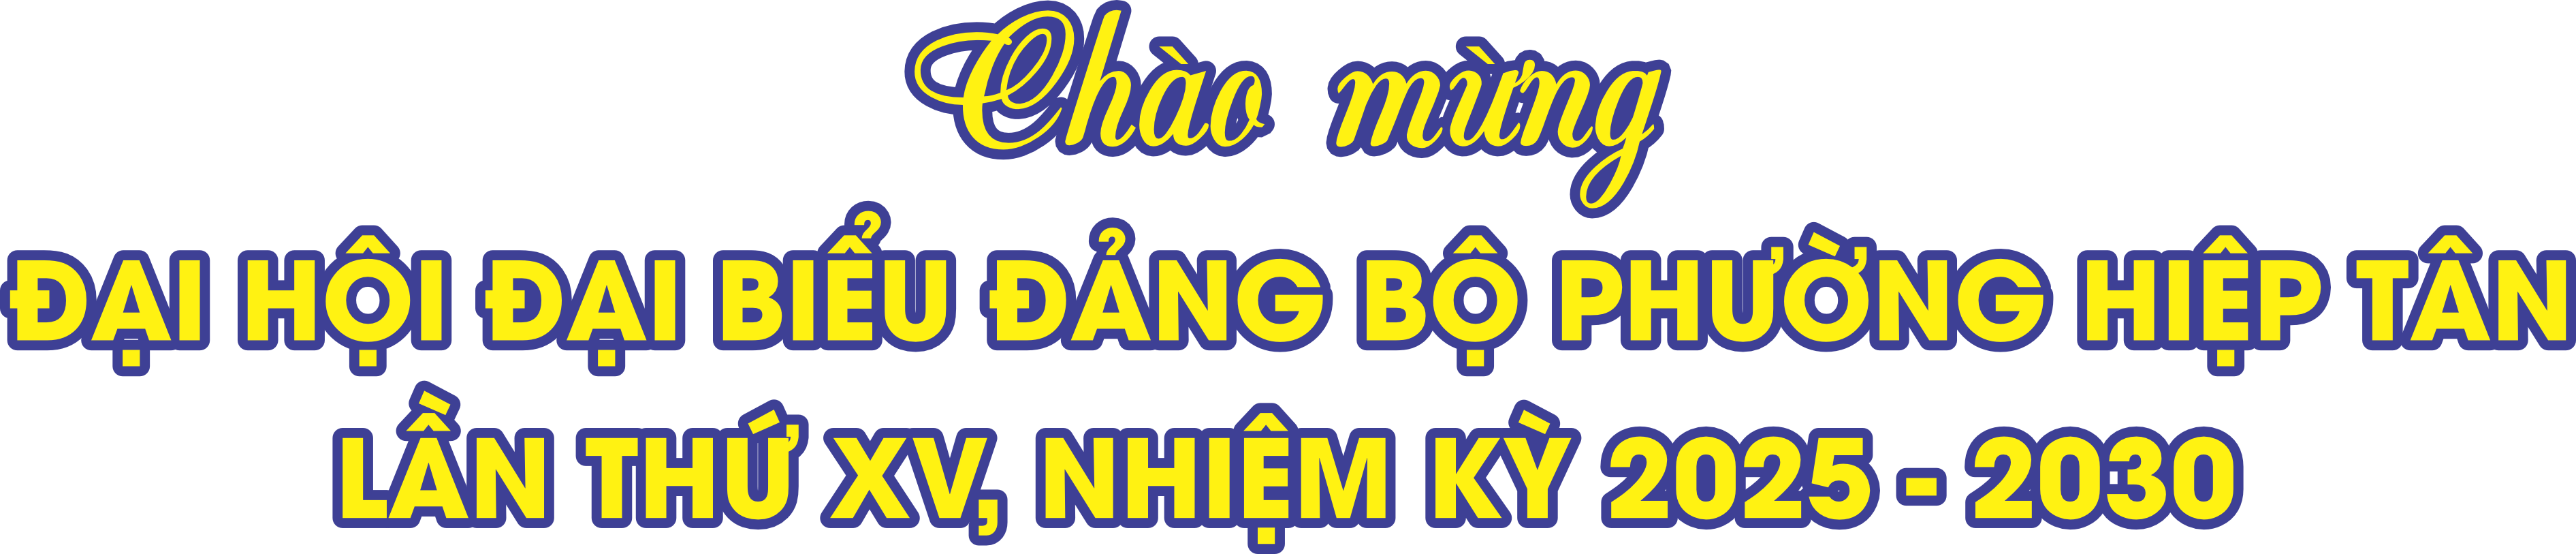 Chào mừng
ĐẠI HỘI ĐẠI BIỂU ĐẢNG BỘ PHƯỜNG HIỆP TÂN
LẦN THỨ XV, NHIỆM KỲ 2025 - 2030